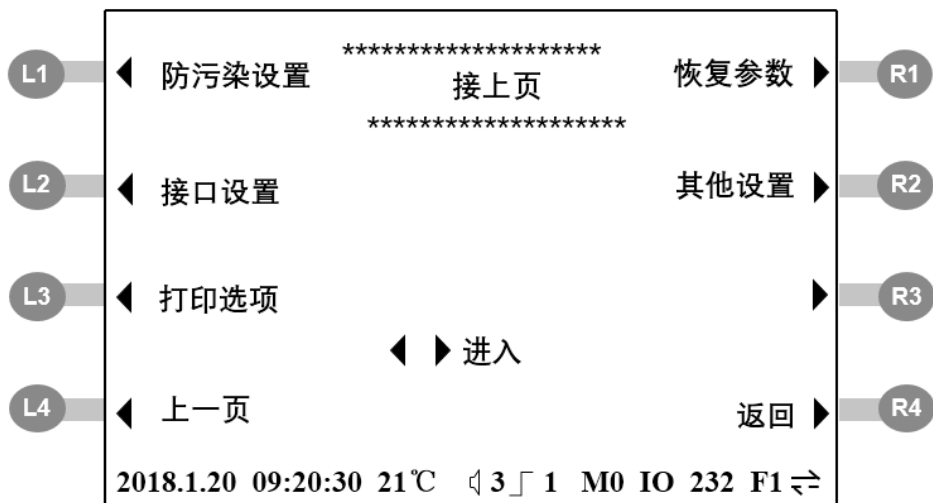 ********************
L1 防污染设置 接上页 恢复参数 R1
********************
L2 接口设置 其他设置 R2
L3 打印选项 R3
进入
L4 上一页 返回 R4
2018.1.20 09:20:30 21℃ 3 1 M0 IO 232 F1